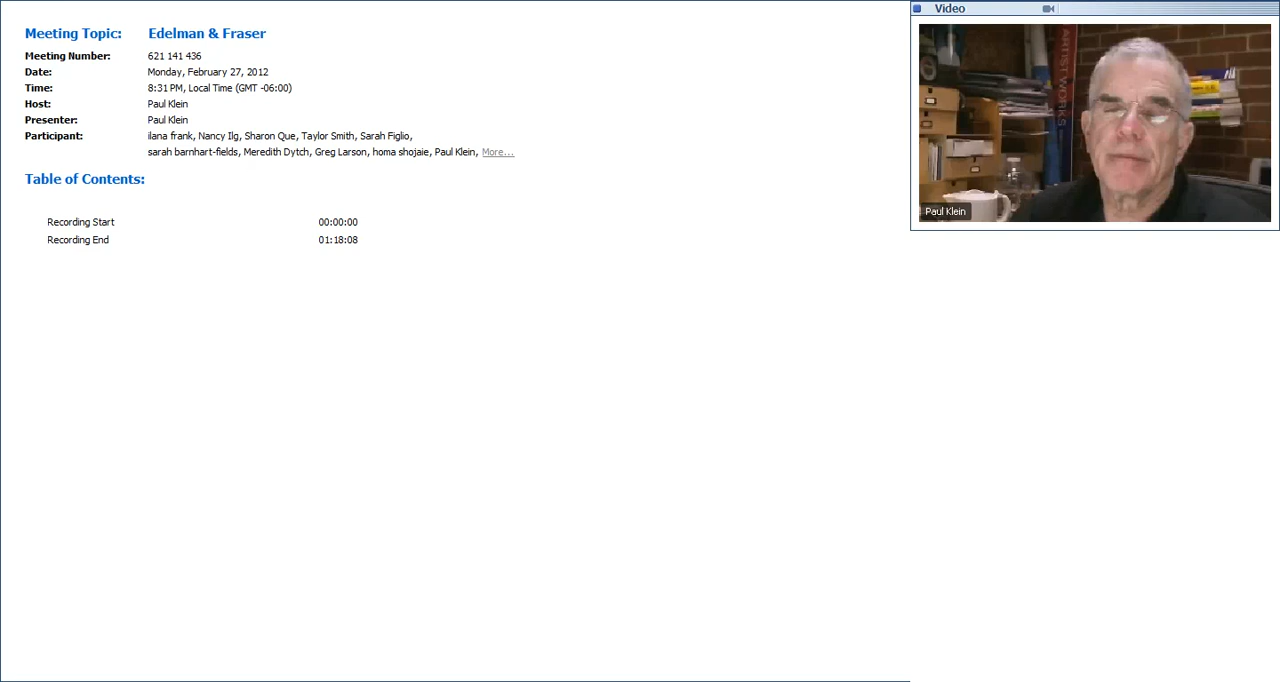 Meeting Topic: Edelman & Fraser
Meeting Number: 621 141 436
Date: Monday, February 27, 2012
Time: 8:31 PM, Local Time (GMT -06:00)
Host: Paul Klein
Presenter: Paul Klein
Participant: ilana frank, Nancy Ilg, Sharon Que, Taylor Smith, Sarah Figlio,
sarah barnhart-fields, Meredith Dytch, Greg Larson, homa shojaie, Paul Klein, More...
Table of Contents:
Recording Start 00:00:00
Recording End 01:18:08
Video
ARTIST WORKS
Paul Klein